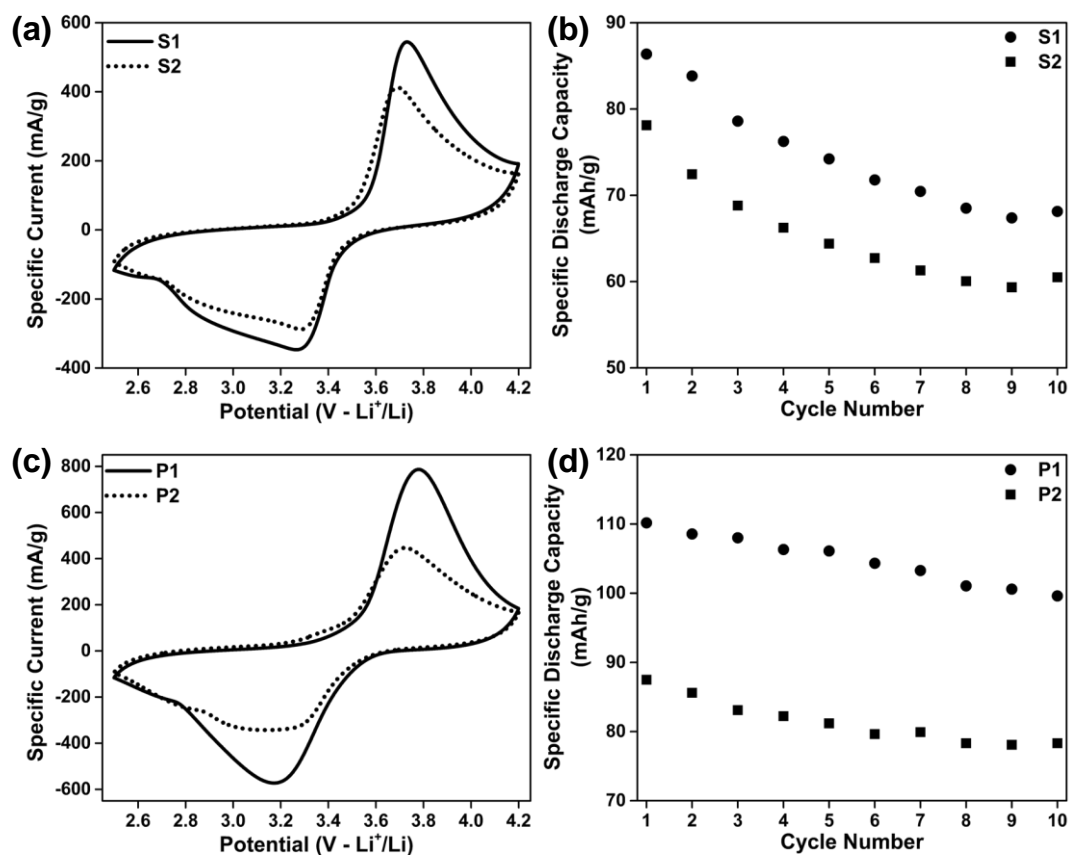 (a)
S1
S2
600
400
200
0
-200
-400
Specific Current (mA/g)
2.6 2.8 3.0 3.2 3.4 3.6 3.8 4.0 4.2
Potential (V - Li⁺/Li)
(b)
S1
S2
90
80
70
60
50
Specific Discharge Capacity
(mAh/g)
1 2 3 4 5 6 7 8 9 10
Cycle Number
(c)
P1
P2
800
600
400
200
0
-200
-400
-600
Specific Current (mA/g)
2.6 2.8 3.0 3.2 3.4 3.6 3.8 4.0 4.2
Potential (V - Li⁺/Li)
(d)
P1
P2
120
110
100
90
80
70
Specific Discharge Capacity
(mAh/g)
1 2 3 4 5 6 7 8 9 10
Cycle Number